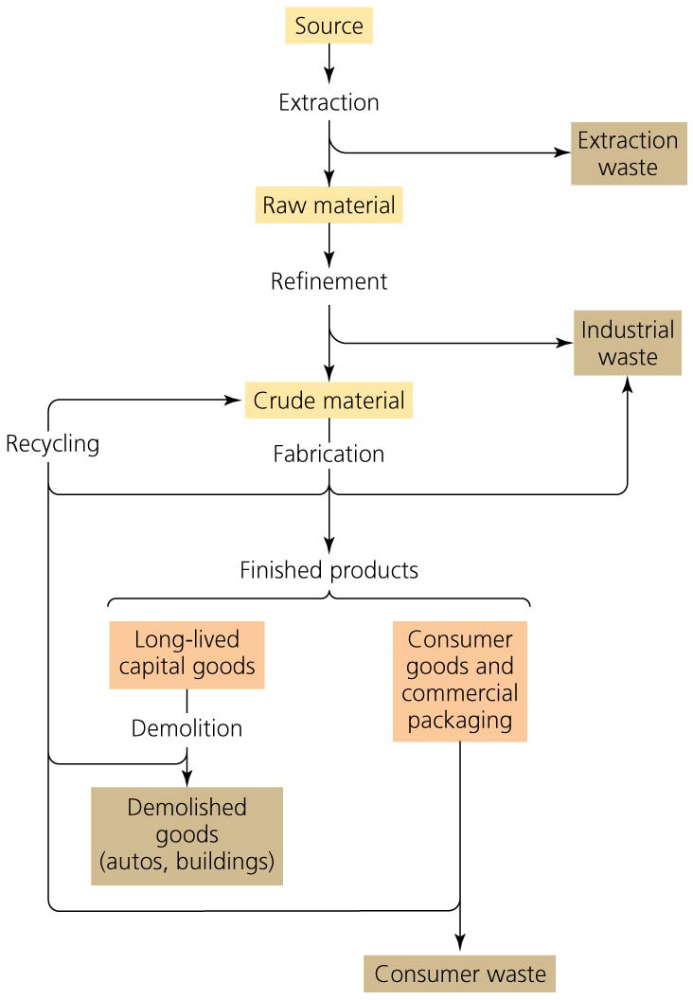 Source
Extraction
Extraction
waste
Raw material
Refinement
Industrial
waste
Crude material
Recycling
Fabrication
Finished products
Long-lived
capital goods
Consumer
goods and
commercial
packaging
Demolition
Demolished
goods
(autos, buildings)
Consumer waste